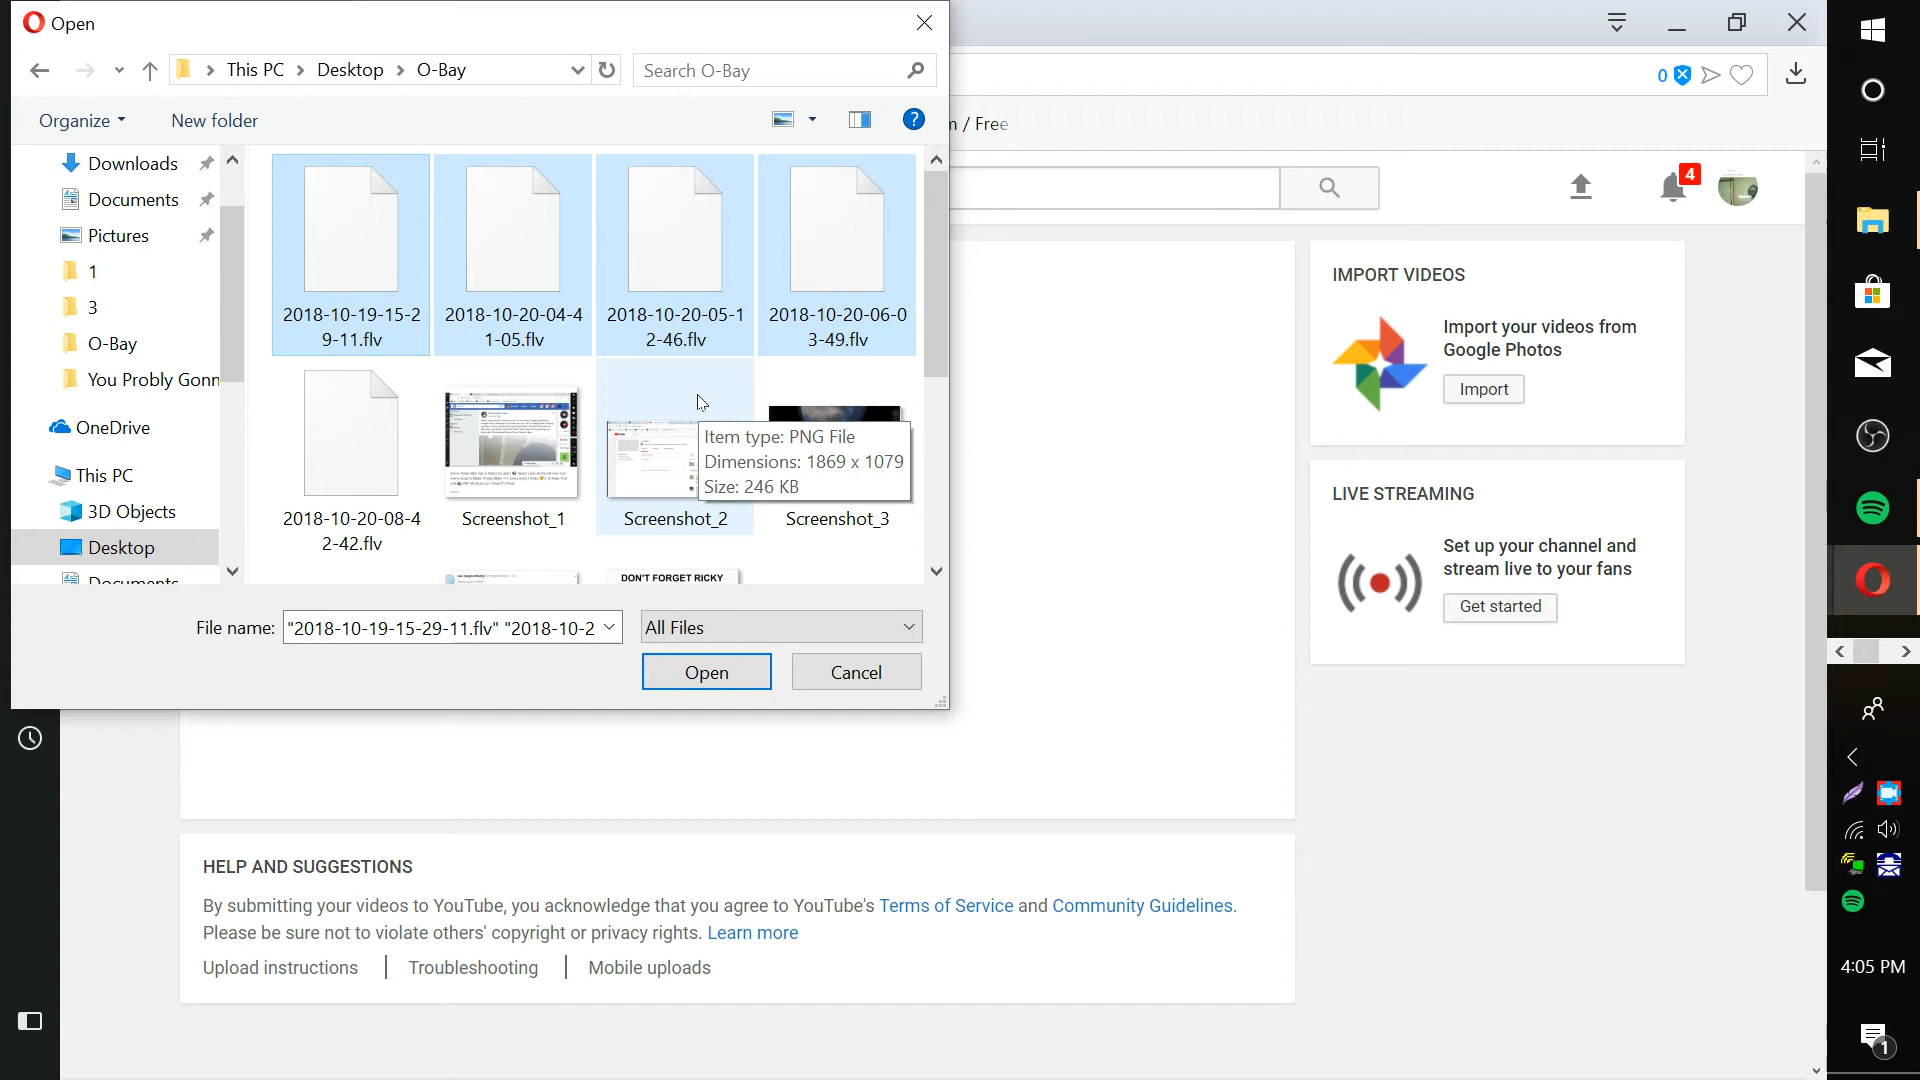 Open
This PC > Desktop > O-Bay
Search O-Bay
Organize
New folder
n / Free
0
4
Downloads
Documents
Pictures
1
3
O-Bay
You Probly Gonn
OneDrive
This PC
3D Objects
Desktop
Documents
2018-10-19-15-2
9-11.flv
2018-10-20-04-4
1-05.flv
2018-10-20-05-1
2-46.flv
2018-10-20-06-0
3-49.flv
2018-10-20-08-4
2-42.flv
Screenshot_1
Screenshot_2
Screenshot_3
Item type: PNG File
Dimensions: 1869 x 1079
Size: 246 KB
DON'T FORGET RICKY
File name:
"2018-10-19-15-29-11.flv" "2018-10-2
All Files
Open
Cancel
IMPORT VIDEOS
Import your videos from
Google Photos
Import
LIVE STREAMING
Set up your channel and
stream live to your fans
Get started
HELP AND SUGGESTIONS
By submitting your videos to YouTube, you acknowledge that you agree to YouTube's Terms of Service and Community Guidelines.
Please be sure not to violate others' copyright or privacy rights. Learn more
Upload instructions
Troubleshooting
Mobile uploads
4:05 PM
1